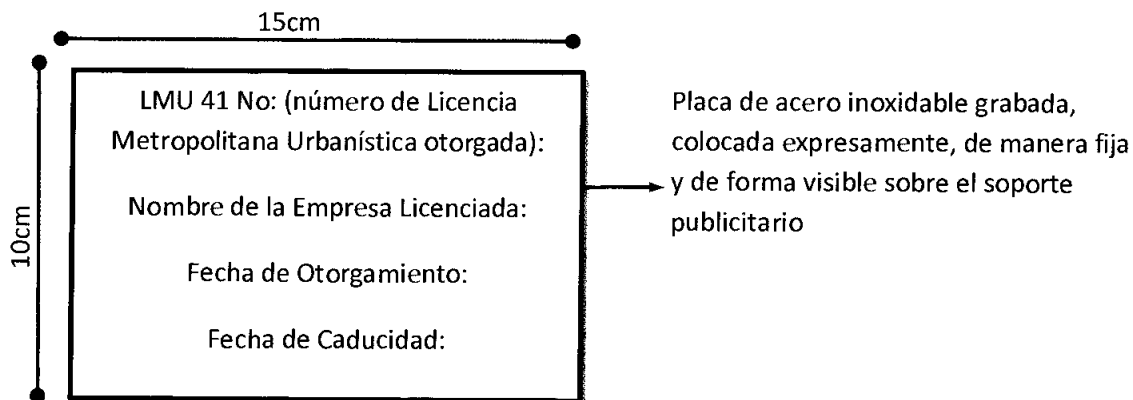 15cm
10cm
LMU 41 No: (número de Licencia
Metropolitana Urbanística otorgada):
Nombre de la Empresa Licenciada:
Fecha de Otorgamiento:
Fecha de Caducidad:
Placa de acero inoxidable grabada,
colocada expresamente, de manera fija
y de forma visible sobre el soporte
publicitario